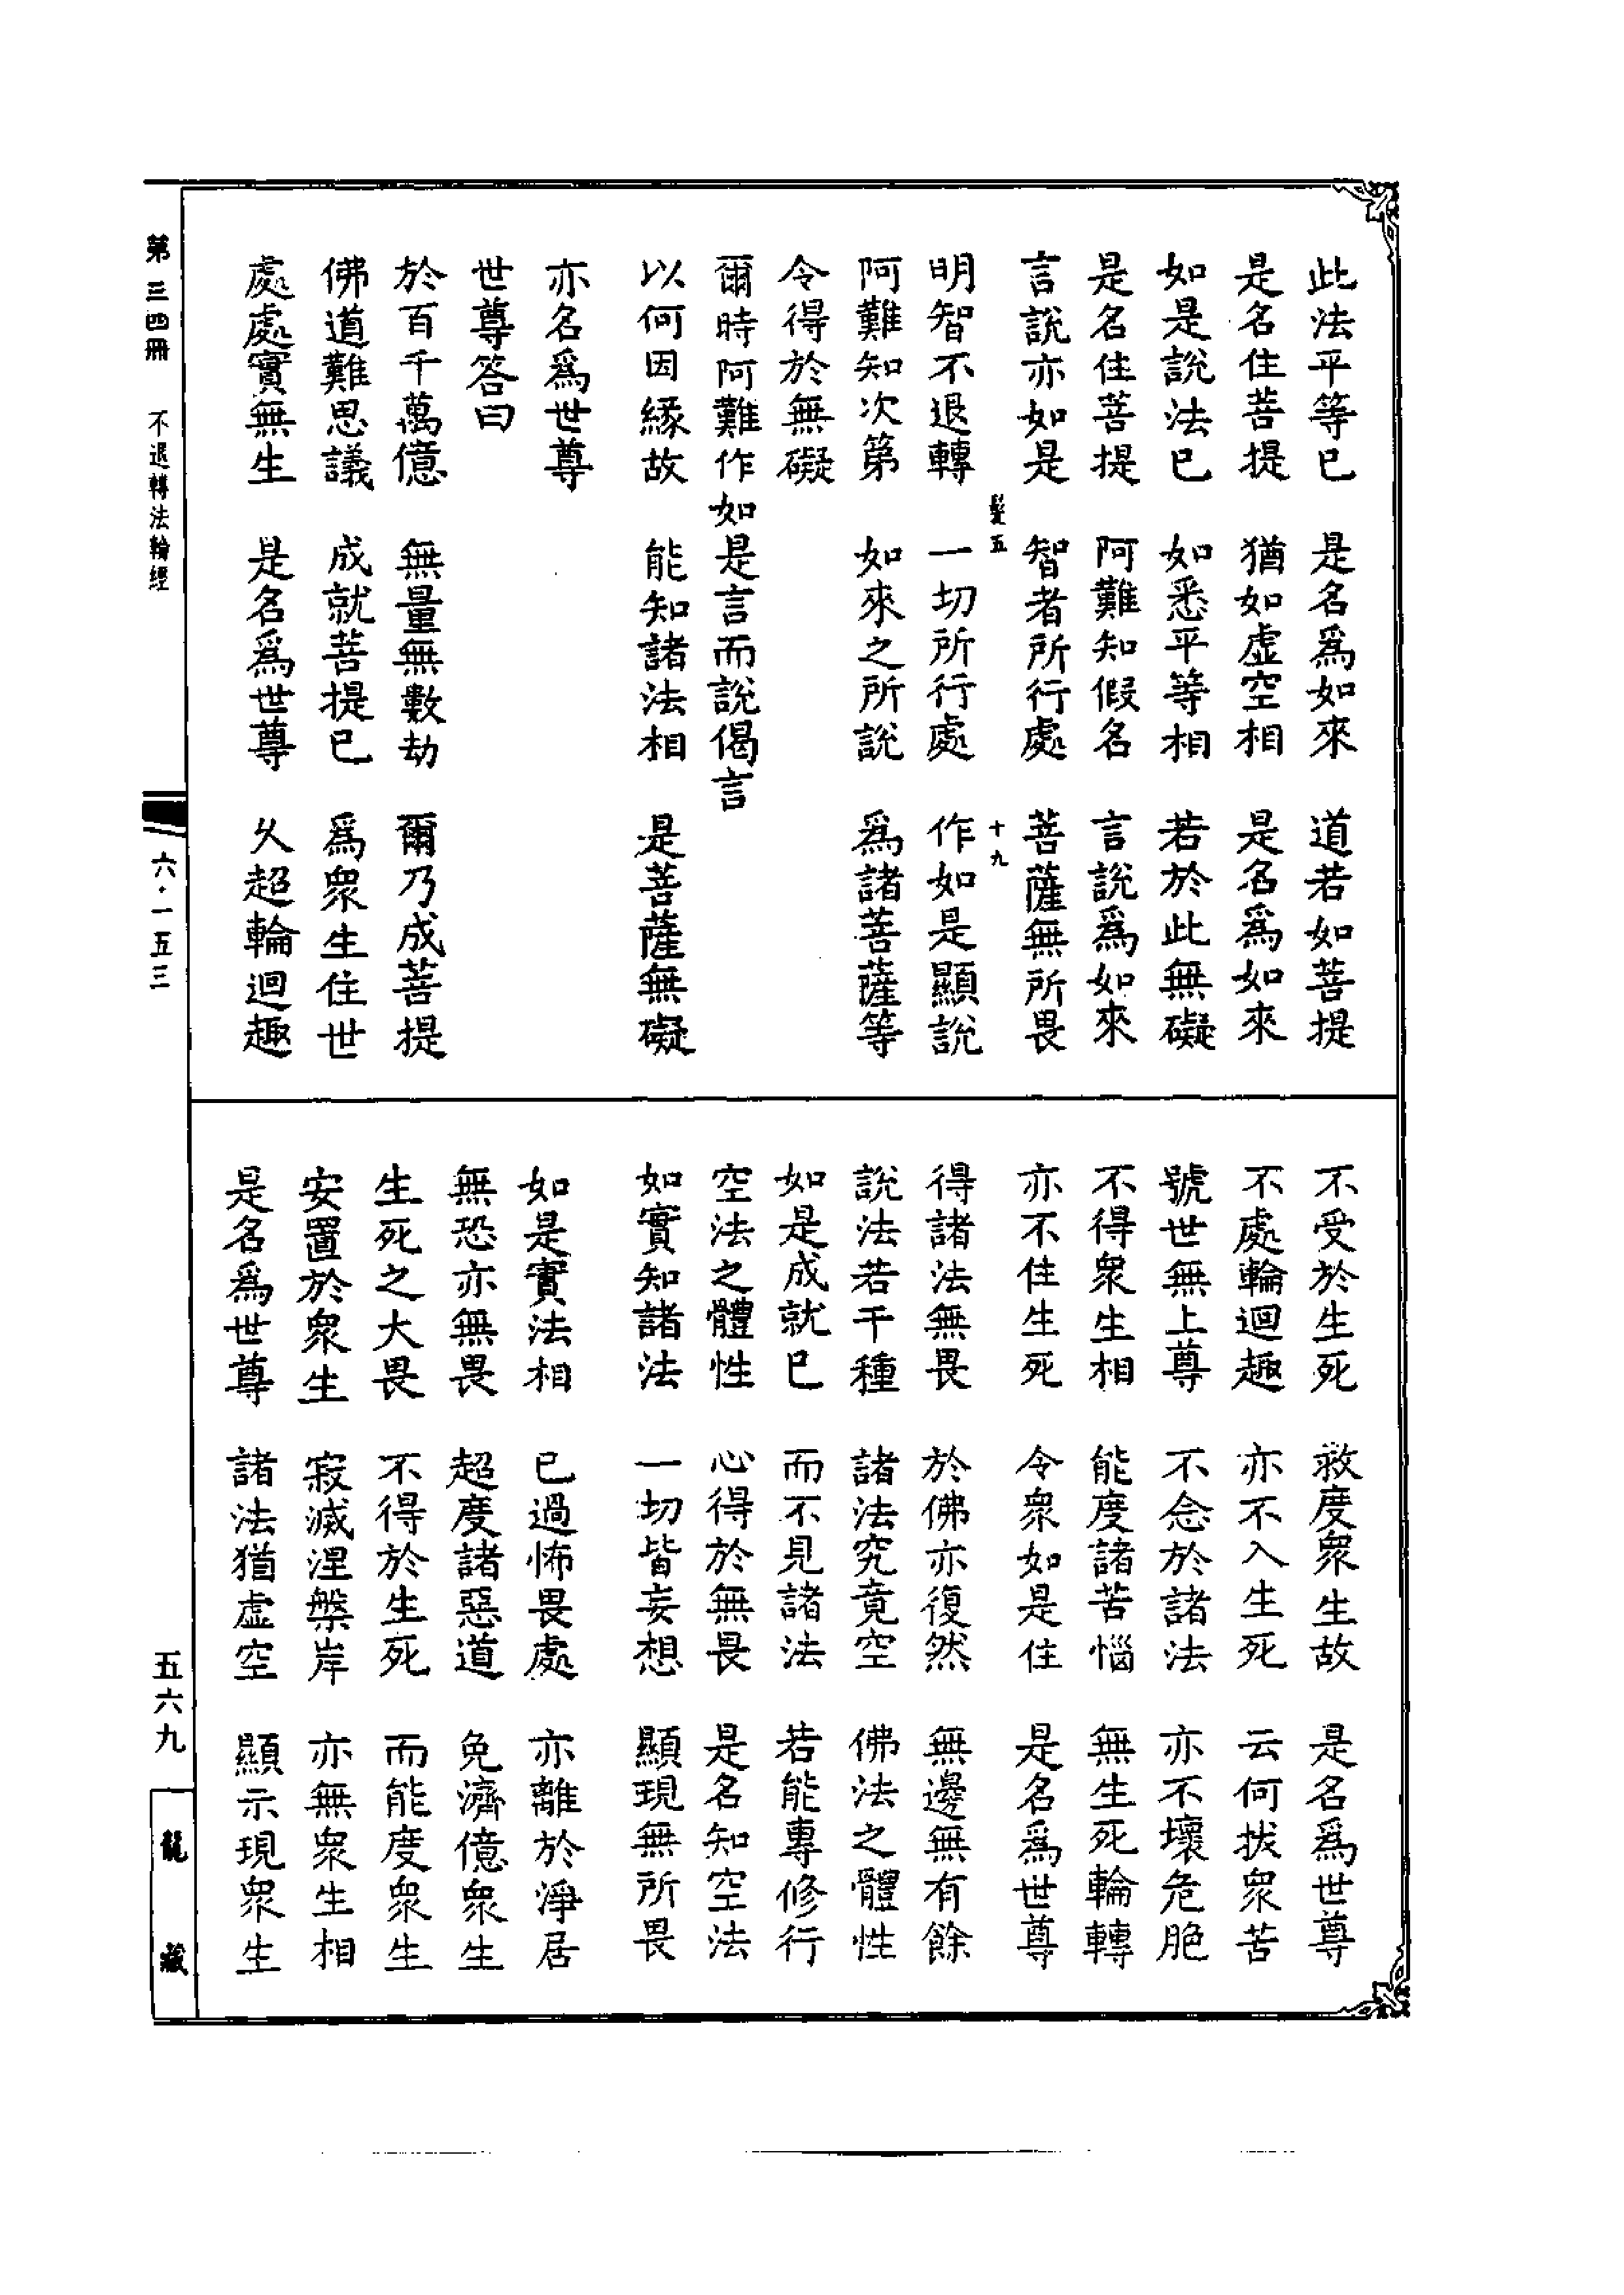 此法平等已　是名爲如來　道若如菩提
是名住菩提　猶如虛空相　是名爲如來
如是說法已　如悉平等相　若於此無礙
是名住菩提　阿難知假名　言說爲如來
言說亦如是　智者所行處　菩薩無所畏
髮五　十九
明智不退轉　一切所行處　作如是顯說
阿難知次第　如來之所說　爲諸菩薩等
令得於無礙
爾時阿難作如是言而說偈言
以何因緣故　能知諸法相　是菩薩無礙
亦名爲世尊
世尊答曰
於百千萬億　無量無數劫　爾乃成菩提
佛道難思議　成就菩提已　爲衆生住世
處處實無生　是名爲世尊　久超輪迴趣
不受於生死　救度衆生故　是名爲世尊
不處輪迴趣　亦不入生死　云何拔衆苦
號世無上尊　不念於諸法　亦不壞危脆
不得衆生相　能度諸苦惱　無生死輪轉
亦不住生死　令衆如是住　是名爲世尊
得諸法無畏　於佛亦復然　無邊無有餘
說法若干種　諸法究竟空　佛法之體性
如是成就已　而不見諸法　若能專修行
空法之體性　心得於無畏　是名知空法
如實知諸法　一切皆妄想　顯現無所畏
如是實法相　已過怖畏處　亦離於淨居
無恐亦無畏　超度諸惡道　免濟億衆生
生死之大畏　不得於生死　而能度衆生
安置於衆生　寂滅涅槃岸　亦無衆生相
是名爲世尊　諸法猶虛空　顯示現衆生
第三四冊　不退轉法輪經　六·一五三　五六九　龍藏